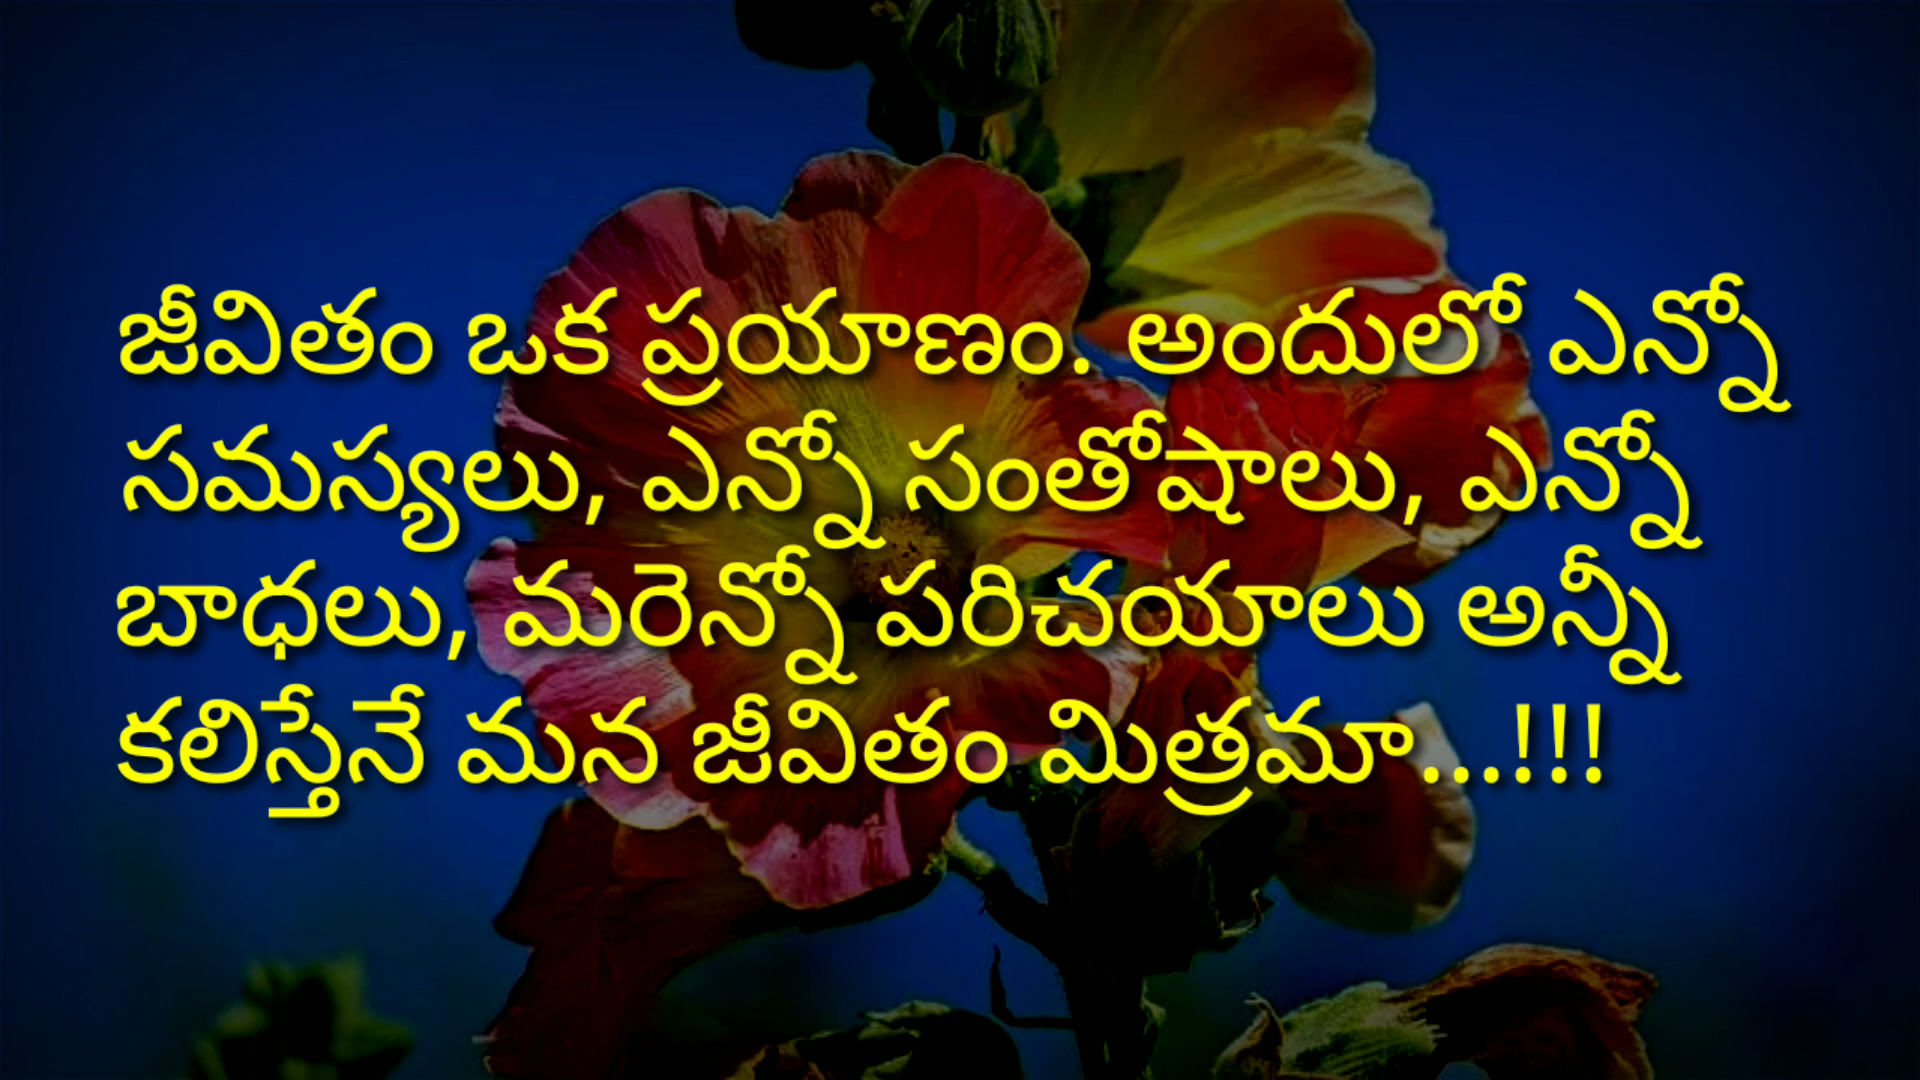 జీవితం ఒక ప్రయాణం. అందులో ఎన్నో
సమస్యలు, ఎన్నో సంతోషాలు, ఎన్నో
బాధలు, మరెన్నో పరిచయాలు అన్నీ
కలిస్తేనే మన జీవితం మిత్రమా...!!!